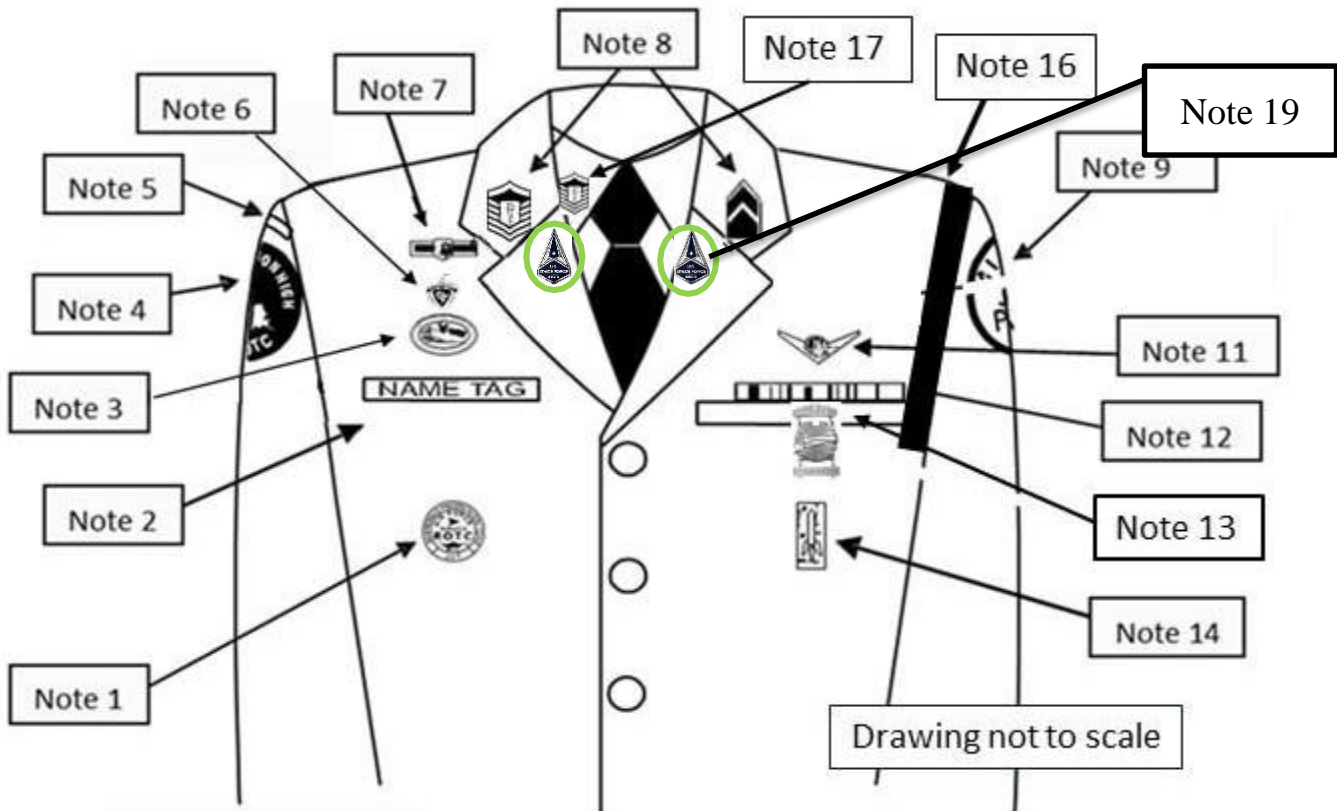 Note 8
Note 17
Note 16
Note 19
Note 7
Note 6
Note 9
Note 5
Note 4
Note 11
Note 3
NAME TAG
Note 12
Note 2
Note 13
ROTC
Note 14
Note 1
Drawing not to scale